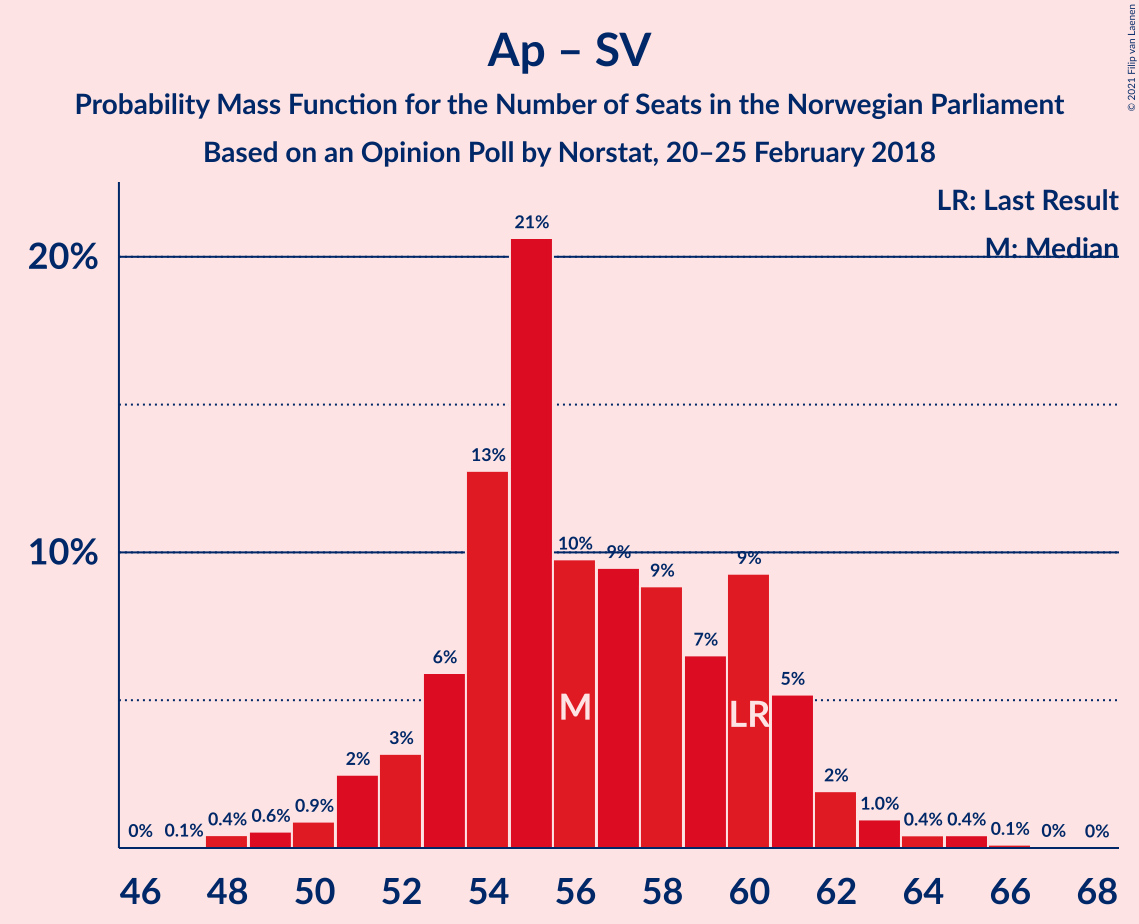 Ap – SV
Probability Mass Function for the Number of Seats in the Norwegian Parliament
Based on an Opinion Poll by Norstat, 20–25 February 2018
© 2021 Filip van Laenen
LR: Last Result
M: Median
20%
10%
0%
0.1%
0.4%
0.6%
0.9%
2%
3%
6%
13%
21%
10%
9%
9%
7%
9%
5%
2%
1.0%
0.4%
0.4%
0.1%
0%
0%
M
LR
46 48 50 52 54 56 58 60 62 64 66 68